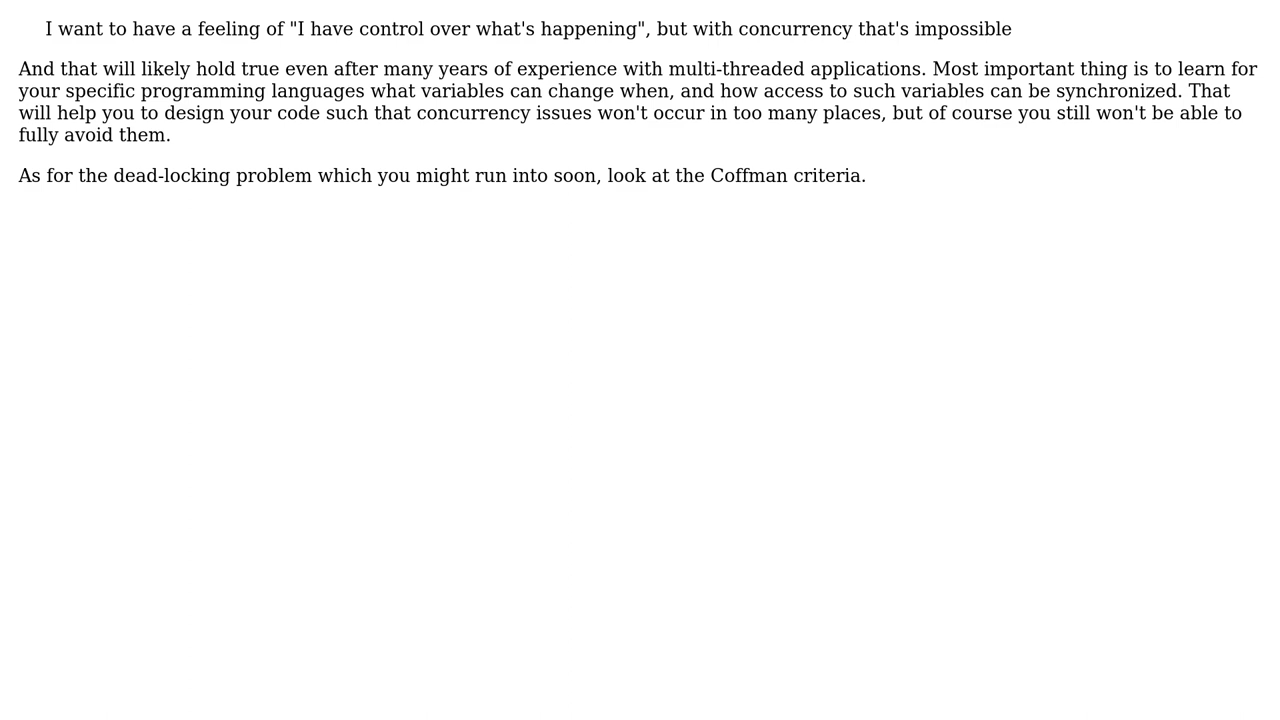 I want to have a feeling of "I have control over what's happening", but with concurrency that's impossible
And that will likely hold true even after many years of experience with multi-threaded applications. Most important thing is to learn for
your specific programming languages what variables can change when, and how access to such variables can be synchronized. That
will help you to design your code such that concurrency issues won't occur in too many places, but of course you still won't be able to
fully avoid them.
As for the dead-locking problem which you might run into soon, look at the Coffman criteria.